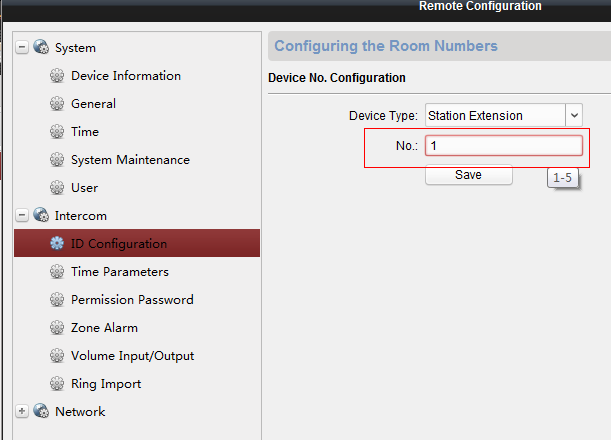 Remote Configuration
System
Device Information
General
Time
System Maintenance
User
Intercom
ID Configuration
Time Parameters
Permission Password
Zone Alarm
Volume Input/Output
Ring Import
Network
Configuring the Room Numbers
Device No. Configuration
Device Type: Station Extension
No.: 1
Save
1-5